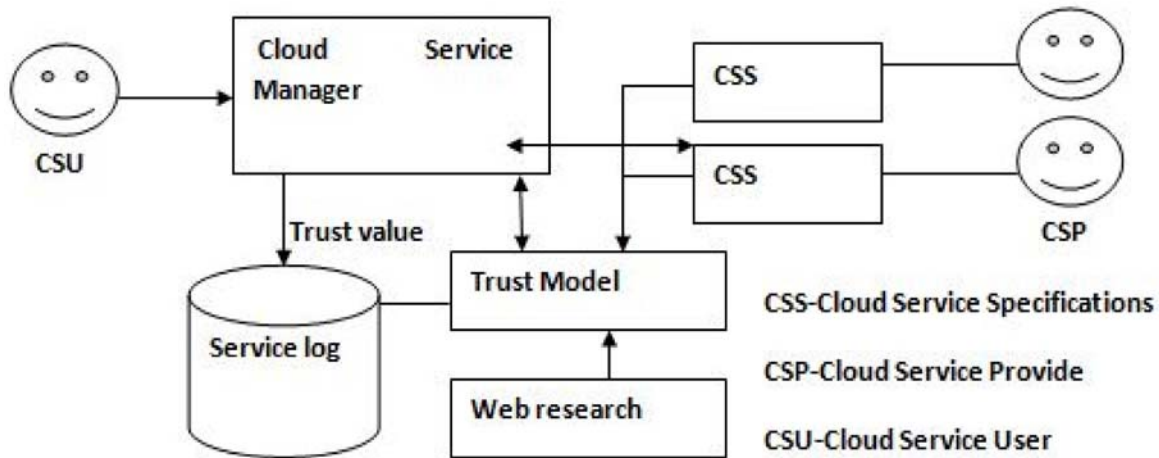 Cloud Service
Manager
CSS
CSU
CSS
Trust value
CSP
Trust Model
Service log
Web research
CSS-Cloud Service Specifications
CSP-Cloud Service Provide
CSU-Cloud Service User